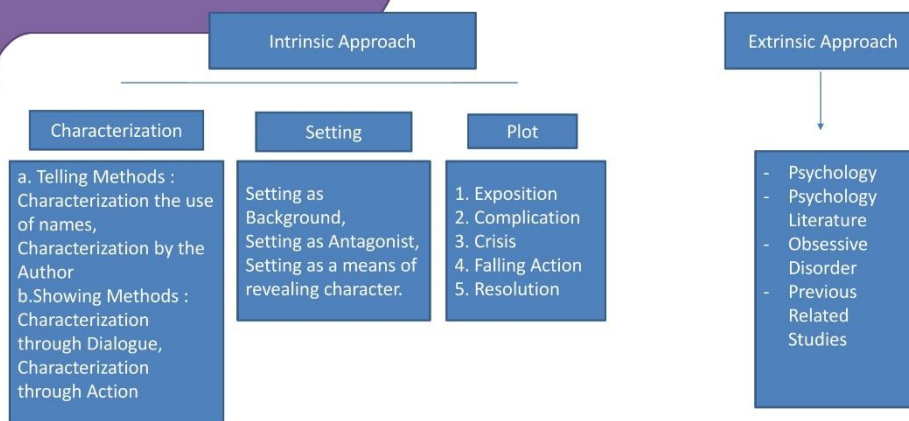 Intrinsic Approach
Extrinsic Approach
Characterization
Setting
Plot
a. Telling Methods :
Characterization the use
of names,
Characterization by the
Author
b.Showing Methods :
Characterization
through Dialogue,
Characterization
through Action
Setting as
Background,
Setting as Antagonist,
Setting as a means of
revealing character.
1. Exposition
2. Complication
3. Crisis
4. Falling Action
5. Resolution
- Psychology
- Psychology
Literature
- Obsessive
Disorder
- Previous
Related
Studies